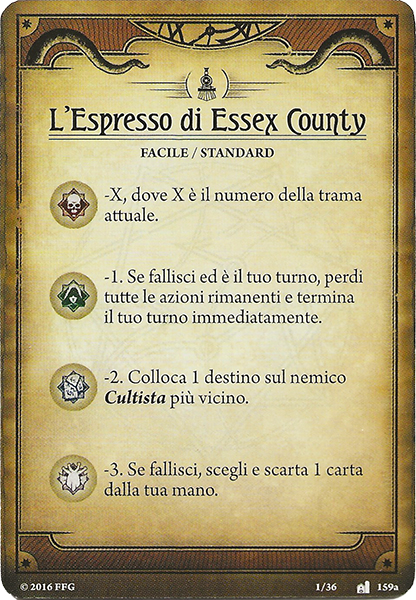 L'Espresso di Essex County
FACILE / STANDARD
-X, dove X è il numero della trama
attuale.
-1. Se fallisci ed è il tuo turno, perdi
tutte le azioni rimanenti e termina
il tuo turno immediatamente.
-2. Colloca 1 destino sul nemico
Cultista più vicino.
-3. Se fallisci, scegli e scarta 1 carta
dalla tua mano.
© 2016 FFG 1/36 159a